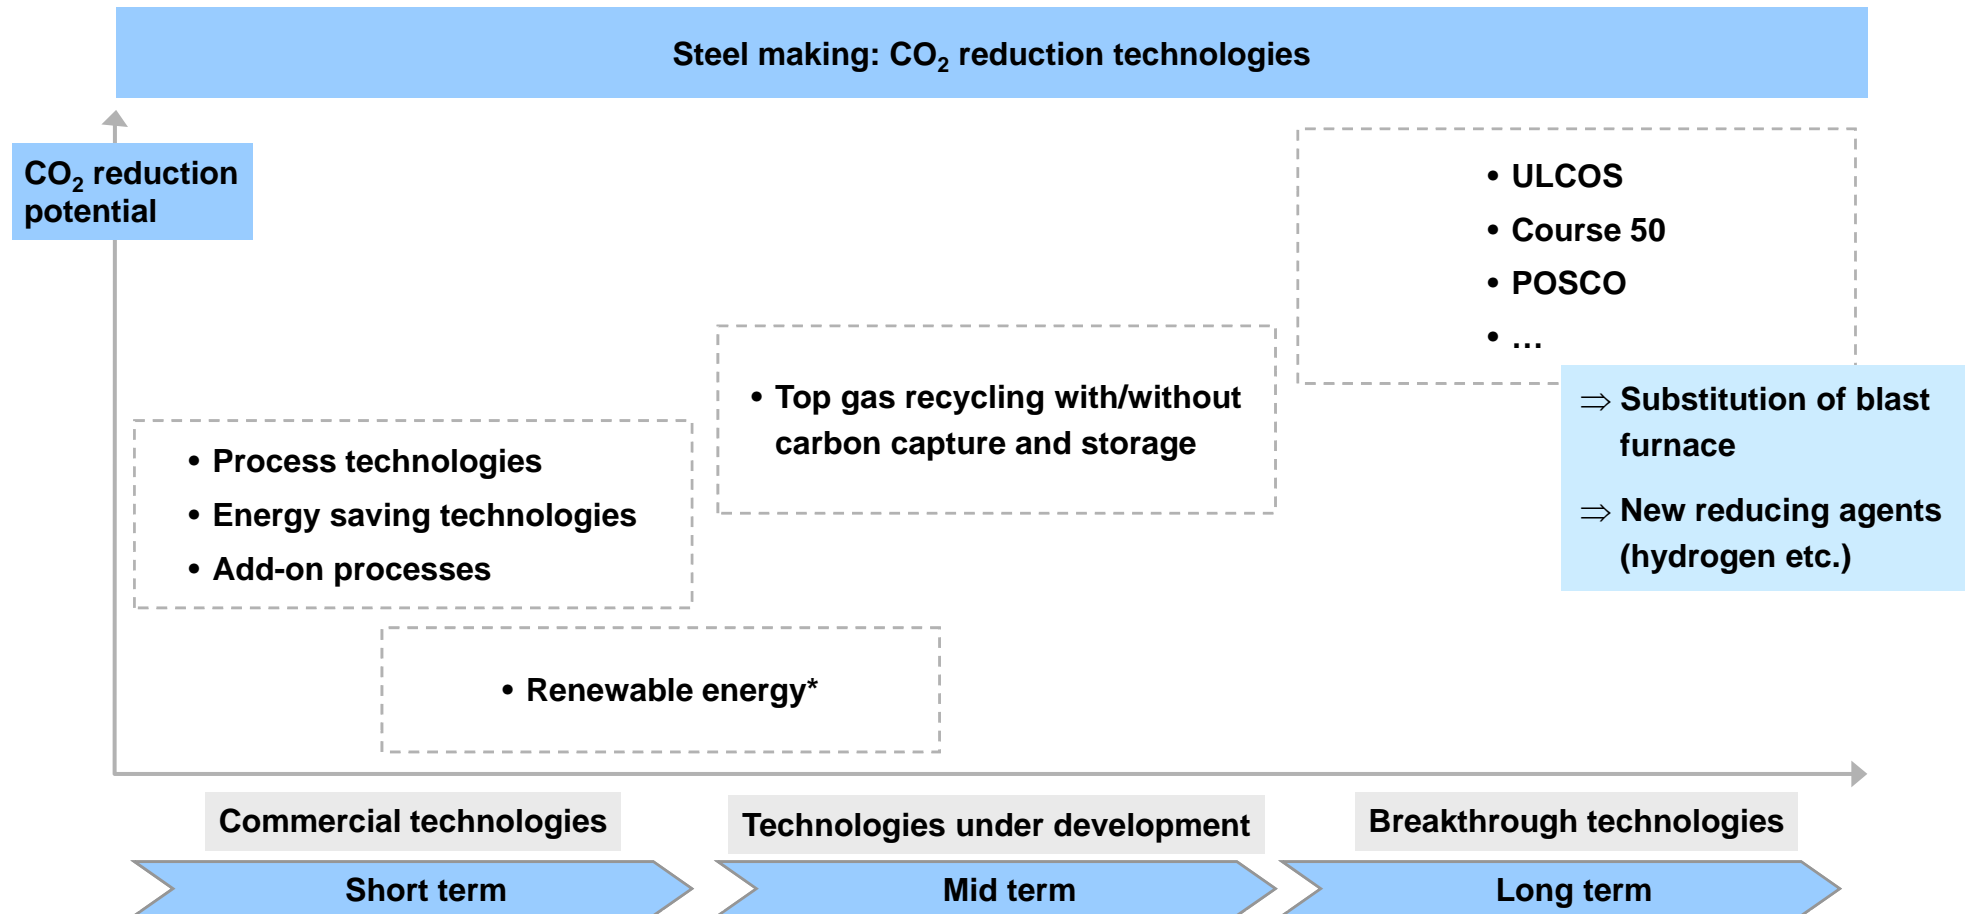 Steel making: CO₂ reduction technologies
CO₂ reduction
potential
• ULCOS
• Course 50
• POSCO
• …
⇒ Substitution of blast
furnace
⇒ New reducing agents
(hydrogen etc.)
• Top gas recycling with/without
carbon capture and storage
• Process technologies
• Energy saving technologies
• Add-on processes
• Renewable energy*
Commercial technologies
Technologies under development
Breakthrough technologies
Short term
Mid term
Long term